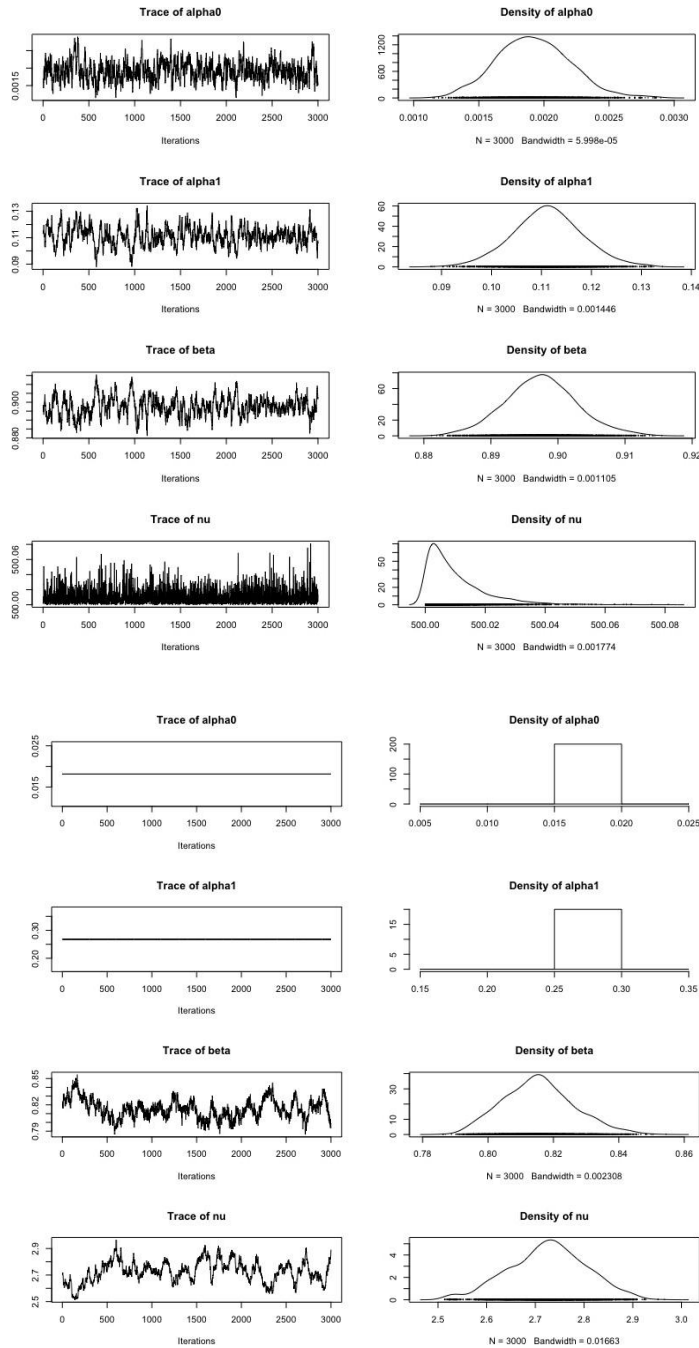 Trace of alpha0
0.0015
0 500 1000 1500 2000 2500 3000
Iterations
Density of alpha0
0 600 1200
0.0010 0.0015 0.0020 0.0025 0.0030
N = 3000 Bandwidth = 5.998e-05
Trace of alpha1
0.09 0.11 0.13
0 500 1000 1500 2000 2500 3000
Iterations
Density of alpha1
0 20 40 60
0.09 0.10 0.11 0.12 0.13 0.14
N = 3000 Bandwidth = 0.001446
Trace of beta
0.880 0.900
0 500 1000 1500 2000 2500 3000
Iterations
Density of beta
0 20 60
0.88 0.89 0.90 0.91 0.92
N = 3000 Bandwidth = 0.001105
Trace of nu
500.00 500.06
0 500 1000 1500 2000 2500 3000
Iterations
Density of nu
0 20 50
500.00 500.04 500.08
N = 3000 Bandwidth = 0.001774
Trace of alpha0
0.015 0.025
0 500 1000 1500 2000 2500 3000
Iterations
Density of alpha0
0 100 200
0.005 0.010 0.015 0.020 0.025
Trace of alpha1
0.20 0.30
0 500 1000 1500 2000 2500 3000
Iterations
Density of alpha1
0 5 15
0.15 0.20 0.25 0.30 0.35
Trace of beta
0.79 0.82 0.85
0 500 1000 1500 2000 2500 3000
Iterations
Density of beta
0 10 30
0.78 0.80 0.82 0.84 0.86
N = 3000 Bandwidth = 0.002308
Trace of nu
2.5 2.7 2.9
0 500 1000 1500 2000 2500 3000
Iterations
Density of nu
0 2 4
2.5 2.6 2.7 2.8 2.9 3.0
N = 3000 Bandwidth = 0.01663